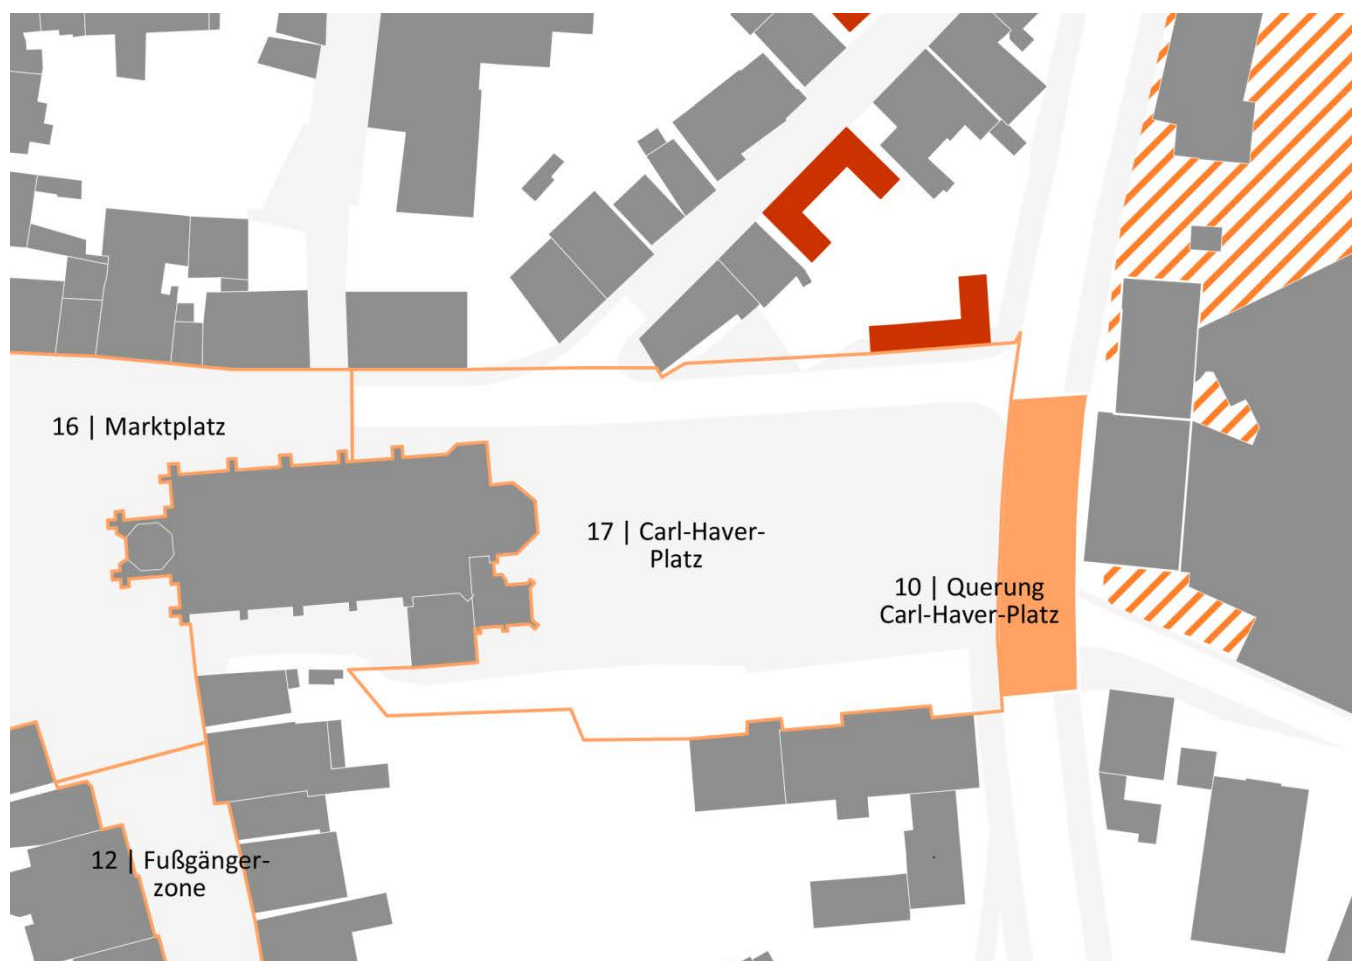 16 | Marktplatz
17 | Carl-Haver-
Platz
10 | Querung
Carl-Haver-Platz
12 | Fußgänger-
zone